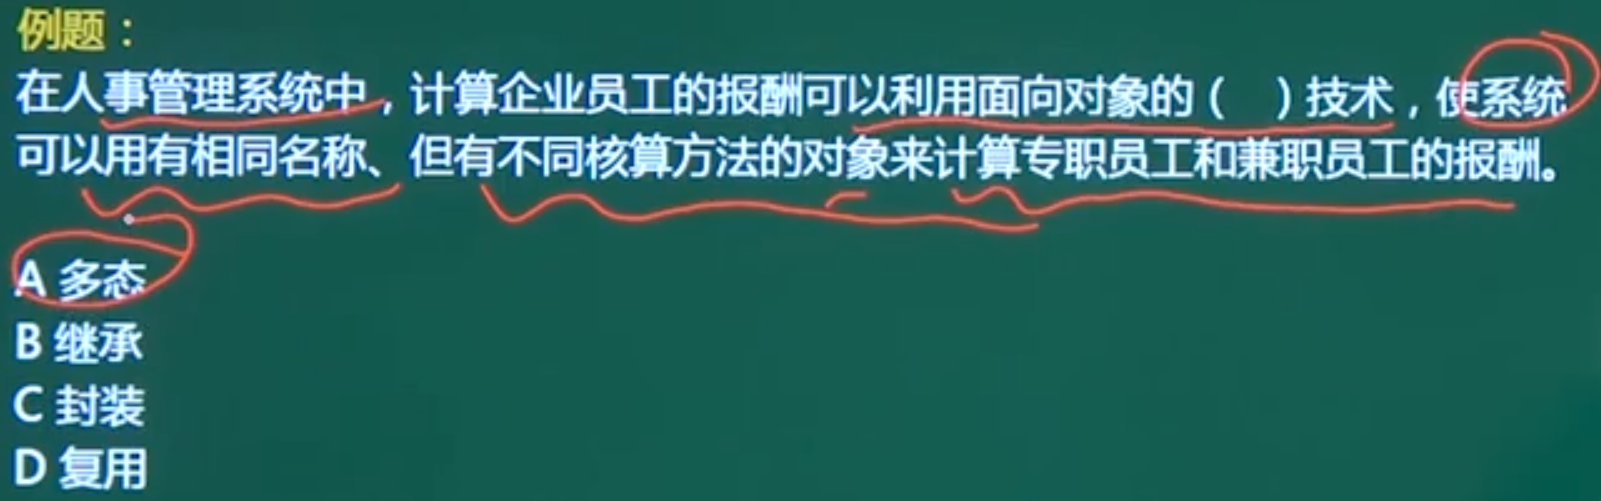 例题：
在人事管理系统中，计算企业员工的报酬可以利用面向对象的（　）技术，使系统
可以用有相同名称、但有不同核算方法的对象来计算专职员工和兼职员工的报酬。
A 多态
B 继承
C 封装
D 复用